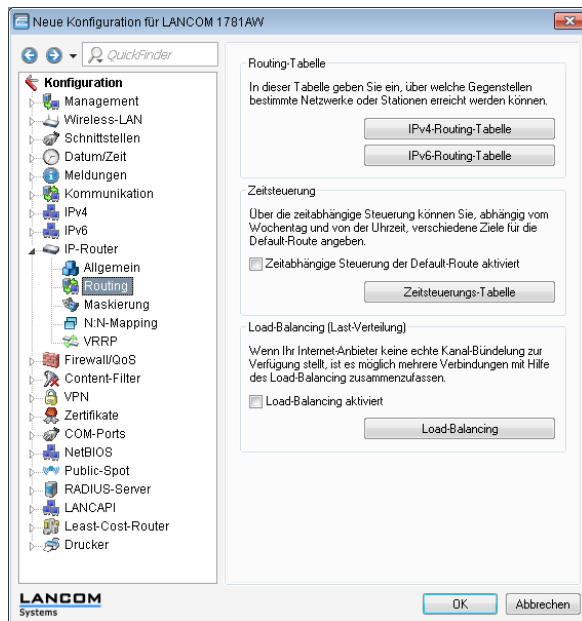 Neue Konfiguration für LANCOM 1781AW
QuickFinder
Konfiguration
Management
Wireless-LAN
Schnittstellen
Datum/Zeit
Meldungen
Kommunikation
IPv4
IPv6
IP-Router
Allgemein
Routing
Maskierung
N:N-Mapping
VRRP
Firewall/QoS
Content-Filter
VPN
Zertifikate
COM-Ports
NetBIOS
Public-Spot
RADIUS-Server
LANCAPI
Least-Cost-Router
Drucker
Routing-Tabelle
In dieser Tabelle geben Sie ein, über welche Gegenstellen
bestimmte Netzwerke oder Stationen erreicht werden können.
IPv4-Routing-Tabelle
IPv6-Routing-Tabelle
Zeitsteuerung
Über die zeitabhängige Steuerung können Sie, abhängig vom
Wochentag und von der Uhrzeit, verschiedene Ziele für die
Default-Route angeben.
Zeitabhängige Steuerung der Default-Route aktiviert
Zeitsteuerungs-Tabelle
Load-Balancing (Last-Verteilung)
Wenn Ihr Internet-Anbieter keine echte Kanal-Bündelung zur
Verfügung stellt, ist es möglich mehrere Verbindungen mit Hilfe
des Load-Balancing zusammenzufassen.
Load-Balancing aktiviert
Load-Balancing
LANCOM
Systems
OK
Abbrechen